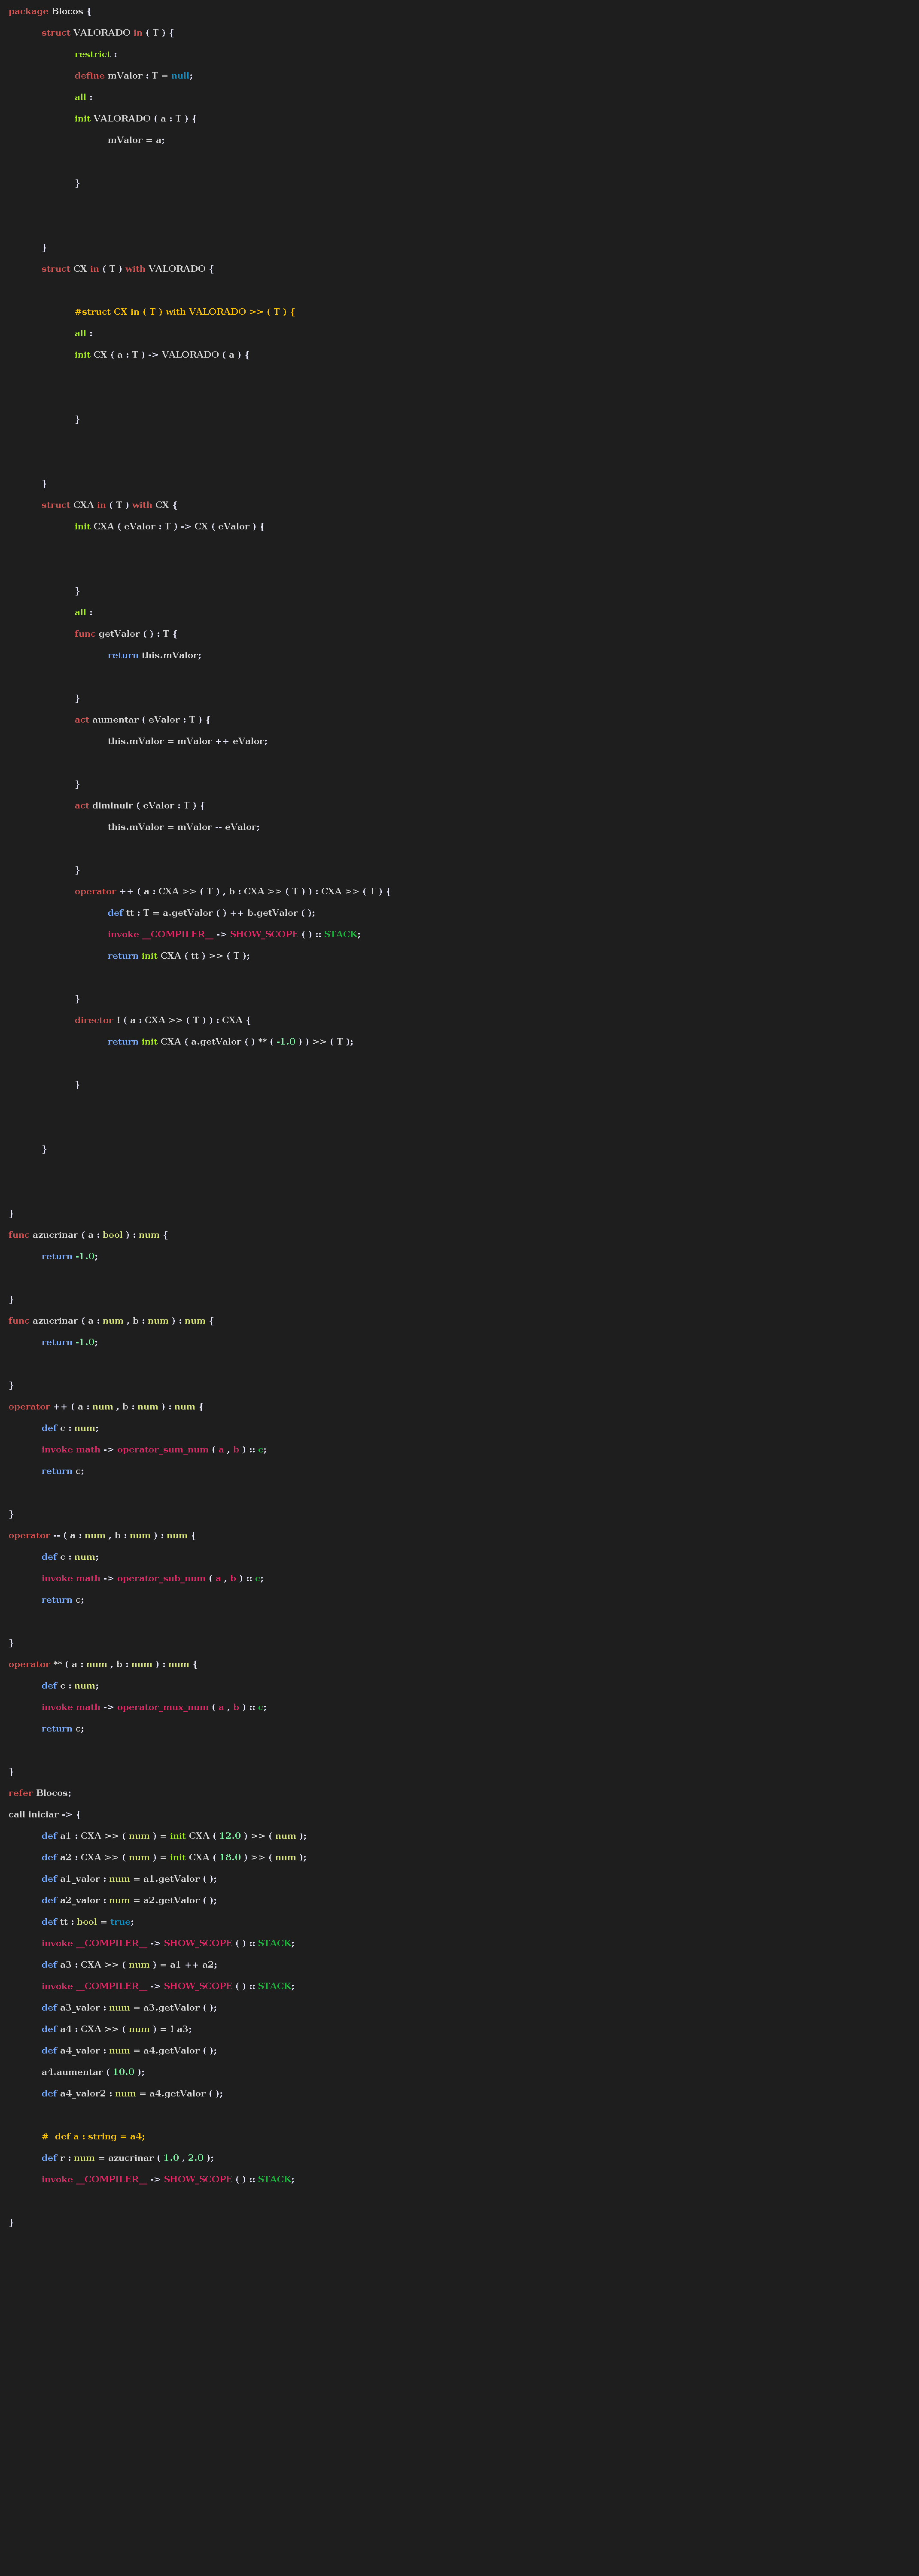 package Blocos {
struct VALORADO in ( T ) {
restrict :
define mValor : T = null;
all :
init VALORADO ( a : T ) {
mValor = a;
}
}
struct CX in ( T ) with VALORADO {
#struct CX in ( T ) with VALORADO >> ( T ) {
all :
init CX ( a : T ) -> VALORADO ( a ) {
}
}
struct CXA in ( T ) with CX {
init CXA ( eValor : T ) -> CX ( eValor ) {
}
all :
func getValor ( ) : T {
return this.mValor;
}
act aumentar ( eValor : T ) {
this.mValor = mValor ++ eValor;
}
act diminuir ( eValor : T ) {
this.mValor = mValor -- eValor;
}
operator ++ ( a : CXA >> ( T ) , b : CXA >> ( T ) ) : CXA >> ( T ) {
def tt : T = a.getValor ( ) ++ b.getValor ( );
invoke __COMPILER__ -> SHOW_SCOPE ( ) :: STACK;
return init CXA ( tt ) >> ( T );
}
director ! ( a : CXA >> ( T ) ) : CXA {
return init CXA ( a.getValor ( ) ** ( -1.0 ) ) >> ( T );
}
}
}
func azucrinar ( a : bool ) : num {
return -1.0;
}
func azucrinar ( a : num , b : num ) : num {
return -1.0;
}
operator ++ ( a : num , b : num ) : num {
def c : num;
invoke math -> operator_sum_num ( a , b ) :: c;
return c;
}
operator -- ( a : num , b : num ) : num {
def c : num;
invoke math -> operator_sub_num ( a , b ) :: c;
return c;
}
operator ** ( a : num , b : num ) : num {
def c : num;
invoke math -> operator_mux_num ( a , b ) :: c;
return c;
}
refer Blocos;
call iniciar -> {
def a1 : CXA >> ( num ) = init CXA ( 12.0 ) >> ( num );
def a2 : CXA >> ( num ) = init CXA ( 18.0 ) >> ( num );
def a1_valor : num = a1.getValor ( );
def a2_valor : num = a2.getValor ( );
def tt : bool = true;
invoke __COMPILER__ -> SHOW_SCOPE ( ) :: STACK;
def a3 : CXA >> ( num ) = a1 ++ a2;
invoke __COMPILER__ -> SHOW_SCOPE ( ) :: STACK;
def a3_valor : num = a3.getValor ( );
def a4 : CXA >> ( num ) = ! a3;
def a4_valor : num = a4.getValor ( );
a4.aumentar ( 10.0 );
def a4_valor2 : num = a4.getValor ( );
#  def a : string = a4;
def r : num = azucrinar ( 1.0 , 2.0 );
invoke __COMPILER__ -> SHOW_SCOPE ( ) :: STACK;
}